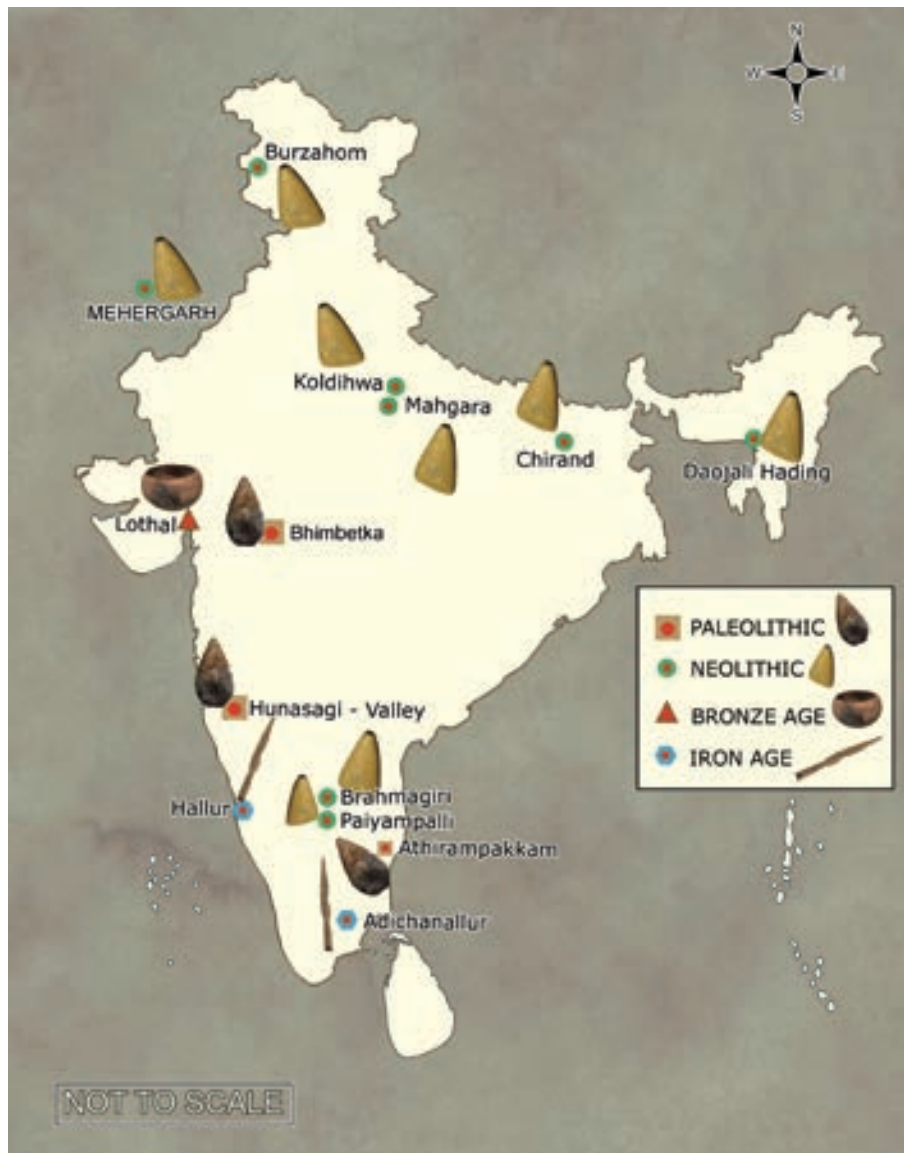 N
W
E
S
Burzahom
MEHERGARH
Koldihwa
Mahgara
Chirand
Daojali Hading
Lothal
Bhimbetka
PALEOLITHIC
NEOLITHIC
BRONZE AGE
IRON AGE
Hunasagi - Valley
Hallur
Brahmagiri
Paiyampalli
Athirampakkam
Adichanallur
NOT TO SCALE